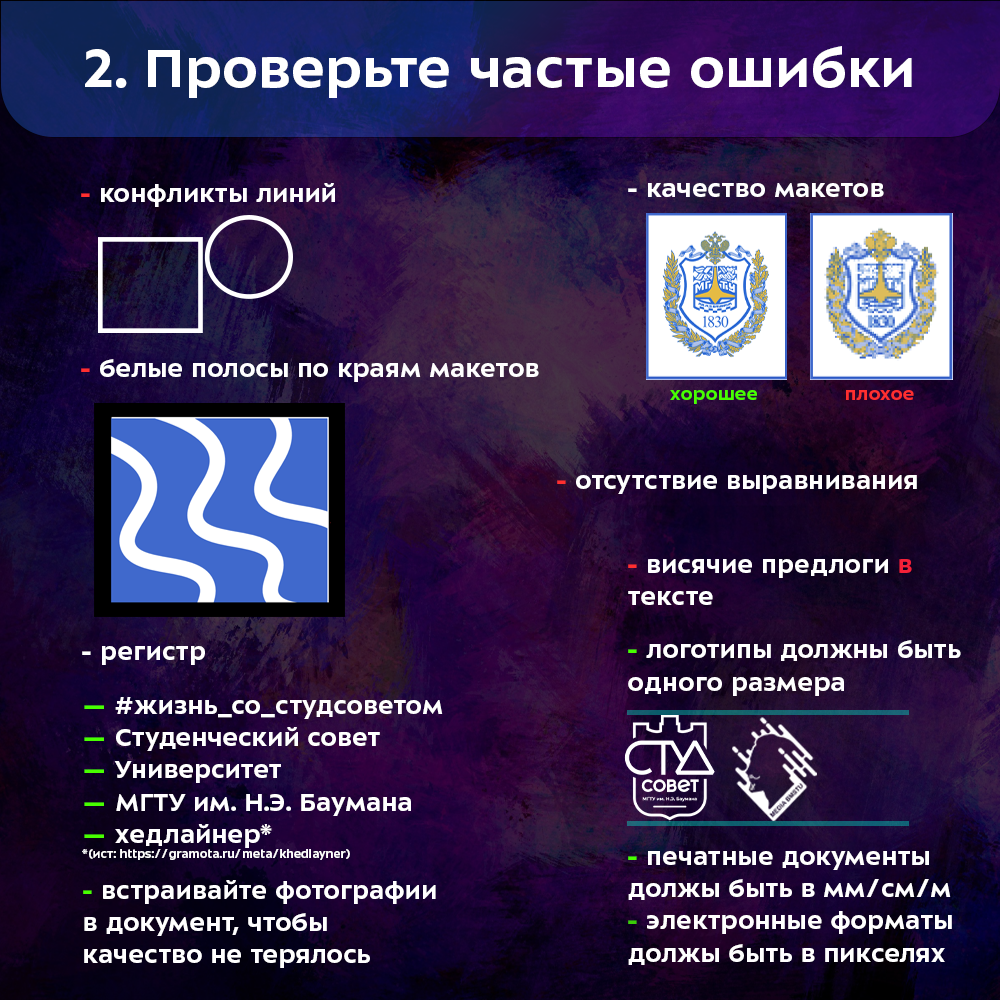 2. Проверьте частые ошибки
- конфликты линий
- белые полосы по краям макетов
- регистр
— #жизнь_со_студсоветом
— Студенческий совет
— Университет
— МГТУ им. Н.Э. Баумана
— хедлайнер*
*(ист: https://gramota.ru/meta/khedlayner)
- встраивайте фотографии
в документ, чтобы
качество не терялось
- качество макетов
МГТУ
1830
1830
хорошее
плохое
- отсутствие выравнивания
- висячие предлоги в
тексте
- логотипы должны быть
одного размера
СТУД
СОВЕТ
МГТУ им. Н.Э. Баумана
MEDIA BMSTU
- печатные документы
должы быть в мм/см/м
- электронные форматы
должы быть в пикселях